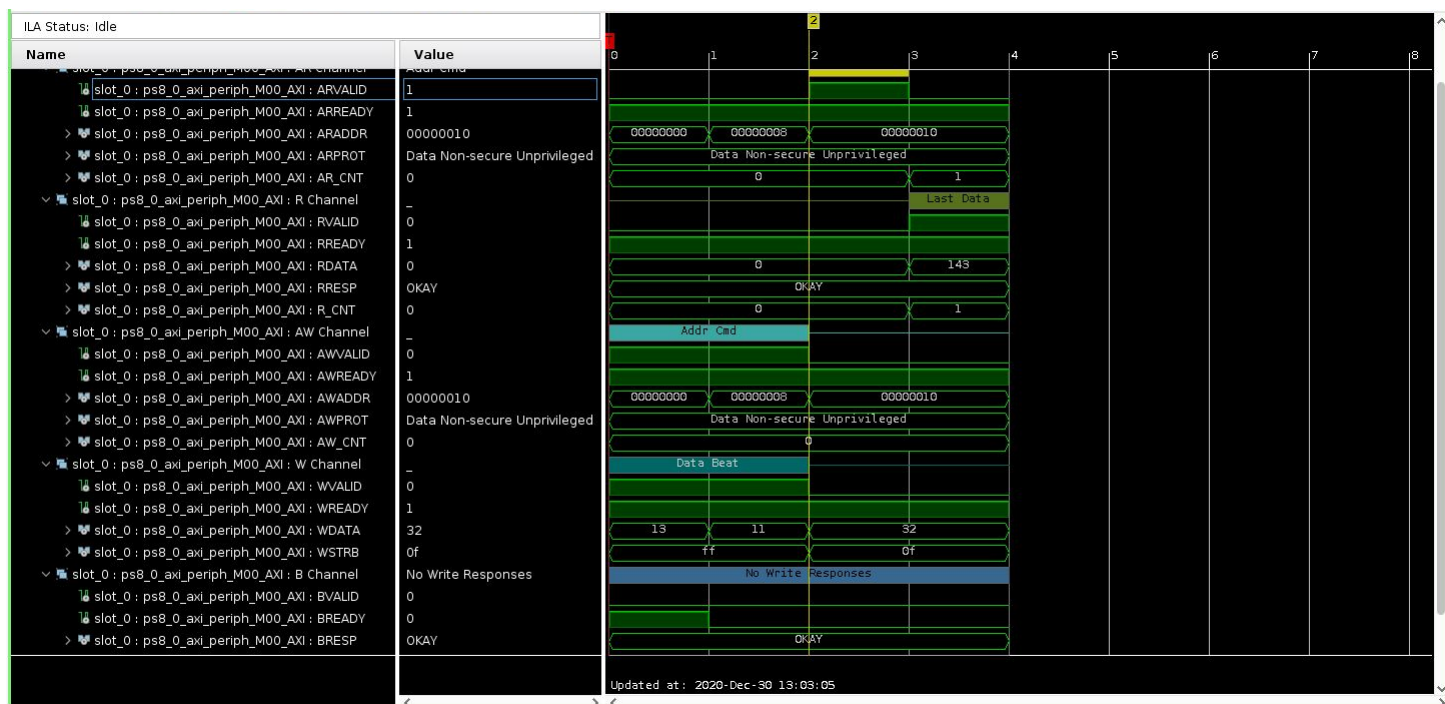 ILA Status: Idle
Name Value
2
0 1 2 3 4 5 6 7 8
slot_0 : ps8_0_axi_periph_M00_AXI : AR Channel Addr Cmd
slot_0 : ps8_0_axi_periph_M00_AXI : ARVALID 1
slot_0 : ps8_0_axi_periph_M00_AXI : ARREADY 1
slot_0 : ps8_0_axi_periph_M00_AXI : ARADDR 00000010 00000000 00000008 00000010
slot_0 : ps8_0_axi_periph_M00_AXI : ARPROT Data Non-secure Unprivileged Data Non-secure Unprivileged
slot_0 : ps8_0_axi_periph_M00_AXI : AR_CNT 0 0 1
slot_0 : ps8_0_axi_periph_M00_AXI : R Channel _ Last Data
slot_0 : ps8_0_axi_periph_M00_AXI : RVALID 0
slot_0 : ps8_0_axi_periph_M00_AXI : RREADY 1
slot_0 : ps8_0_axi_periph_M00_AXI : RDATA 0 0 143
slot_0 : ps8_0_axi_periph_M00_AXI : RRESP OKAY OKAY
slot_0 : ps8_0_axi_periph_M00_AXI : R_CNT 0 0 1
slot_0 : ps8_0_axi_periph_M00_AXI : AW Channel _ Addr Cmd
slot_0 : ps8_0_axi_periph_M00_AXI : AWVALID 0
slot_0 : ps8_0_axi_periph_M00_AXI : AWREADY 1
slot_0 : ps8_0_axi_periph_M00_AXI : AWADDR 00000010 00000000 00000008 00000010
slot_0 : ps8_0_axi_periph_M00_AXI : AWPROT Data Non-secure Unprivileged Data Non-secure Unprivileged
slot_0 : ps8_0_axi_periph_M00_AXI : AW_CNT 0 0
slot_0 : ps8_0_axi_periph_M00_AXI : W Channel _ Data Beat
slot_0 : ps8_0_axi_periph_M00_AXI : WVALID 0
slot_0 : ps8_0_axi_periph_M00_AXI : WREADY 1
slot_0 : ps8_0_axi_periph_M00_AXI : WDATA 32 13 11 32
slot_0 : ps8_0_axi_periph_M00_AXI : WSTRB 0f ff 0f
slot_0 : ps8_0_axi_periph_M00_AXI : B Channel No Write Responses No Write Responses
slot_0 : ps8_0_axi_periph_M00_AXI : BVALID 0
slot_0 : ps8_0_axi_periph_M00_AXI : BREADY 0
slot_0 : ps8_0_axi_periph_M00_AXI : BRESP OKAY OKAY
Updated at: 2020-Dec-30 13:03:05